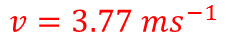 v = 3.77 ms⁻¹